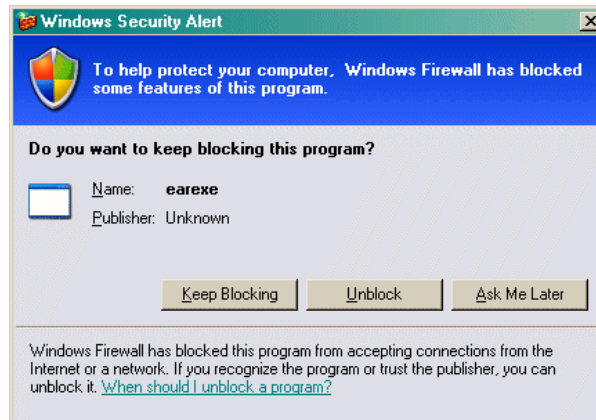 Windows Security Alert
To help protect your computer, Windows Firewall has blocked
some features of this program.
Do you want to keep blocking this program?
Name: earexe
Publisher: Unknown
Keep Blocking Unblock Ask Me Later
Windows Firewall has blocked this program from accepting connections from the
Internet or a network. If you recognize the program or trust the publisher, you can
unblock it. When should I unblock a program?